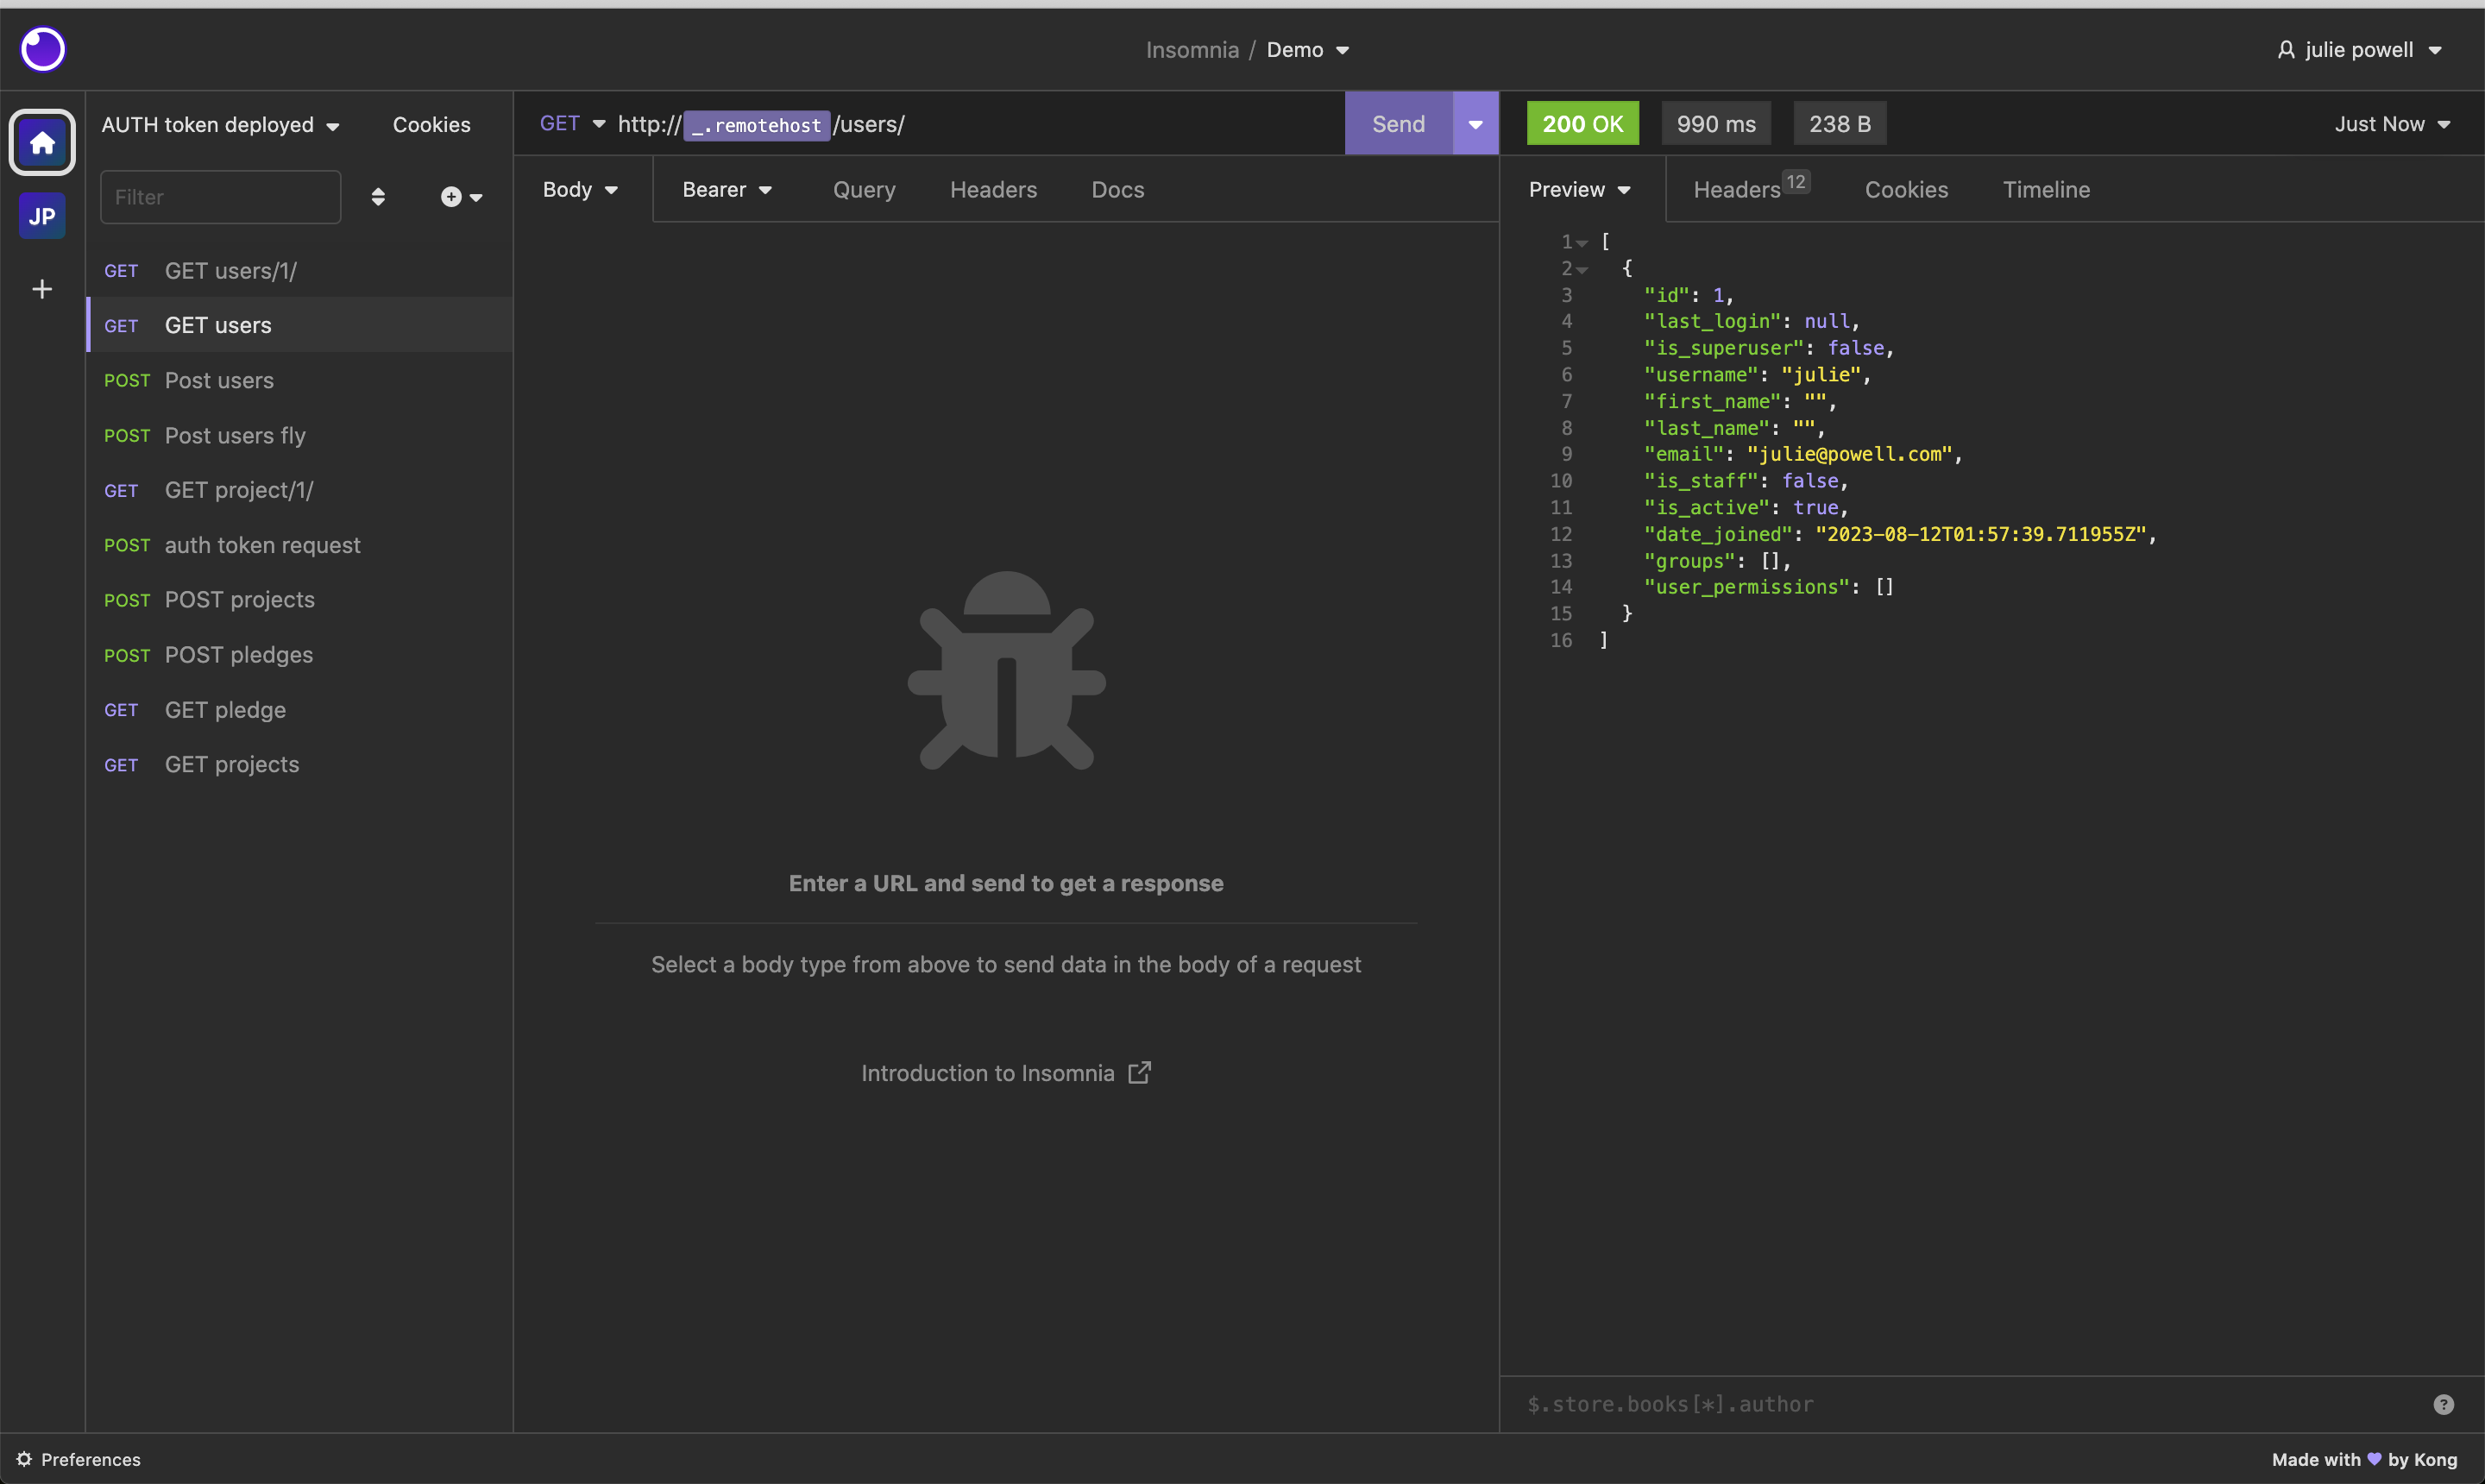 Insomnia / Demo
julie powell
JP
AUTH token deployed
Cookies
Filter
GET GET users/1/
GET GET users
POST Post users
POST Post users fly
GET GET project/1/
POST auth token request
POST POST projects
POST POST pledges
GET GET pledge
GET GET projects
GET http://_.remotehost/users/
Send
Body Bearer Query Headers Docs
Enter a URL and send to get a response
Select a body type from above to send data in the body of a request
Introduction to Insomnia
200 OK 990 ms 238 B Just Now
Preview Headers 12 Cookies Timeline
1 [
2 {
3 "id": 1,
4 "last_login": null,
5 "is_superuser": false,
6 "username": "julie",
7 "first_name": "",
8 "last_name": "",
9 "email": "julie@powell.com",
10 "is_staff": false,
11 "is_active": true,
12 "date_joined": "2023-08-12T01:57:39.711955Z",
13 "groups": [],
14 "user_permissions": []
15 }
16 ]
$.store.books[*].author
?
Preferences
Made with 💜 by Kong